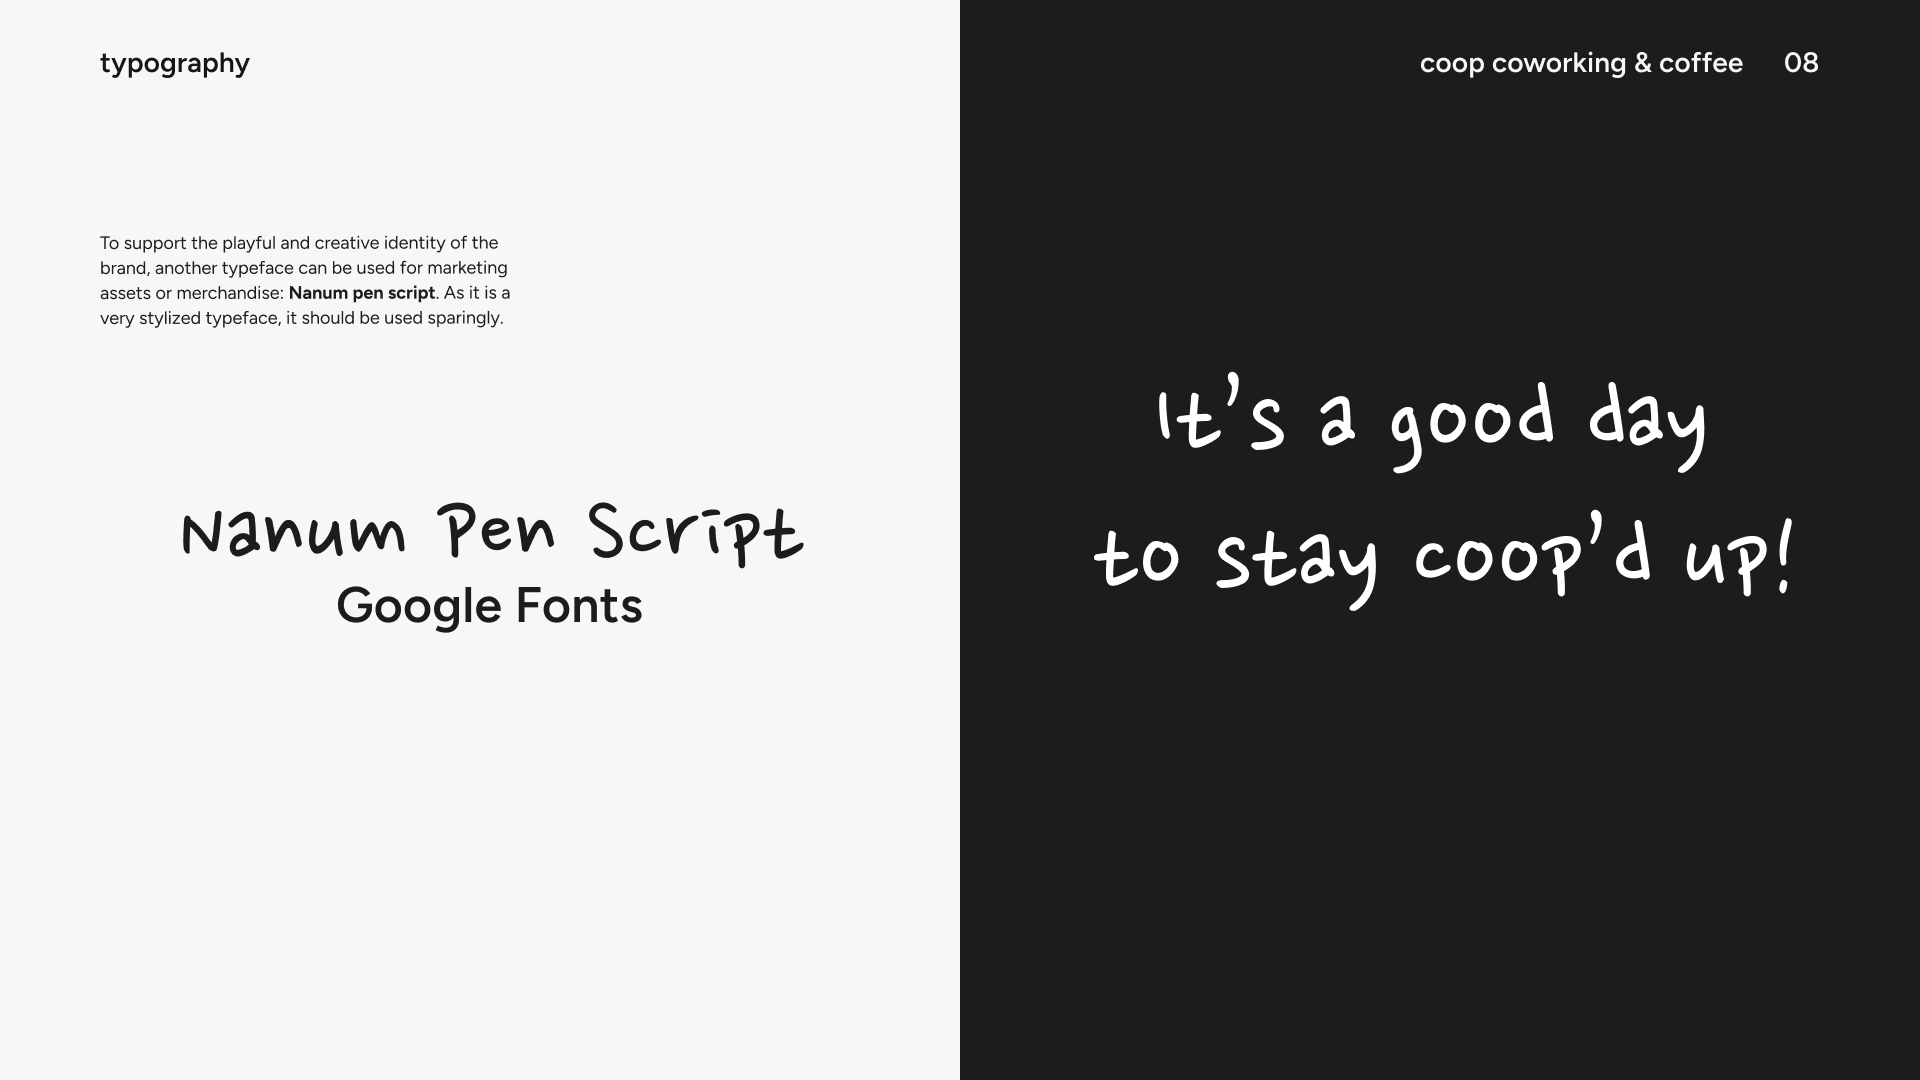 typography
coop coworking & coffee 08
To support the playful and creative identity of the
brand, another typeface can be used for marketing
assets or merchandise: Nanum pen script. As it is a
very stylized typeface, it should be used sparingly.
Nanum Pen Script
Google Fonts
It’s a good day
to stay coop’d up!